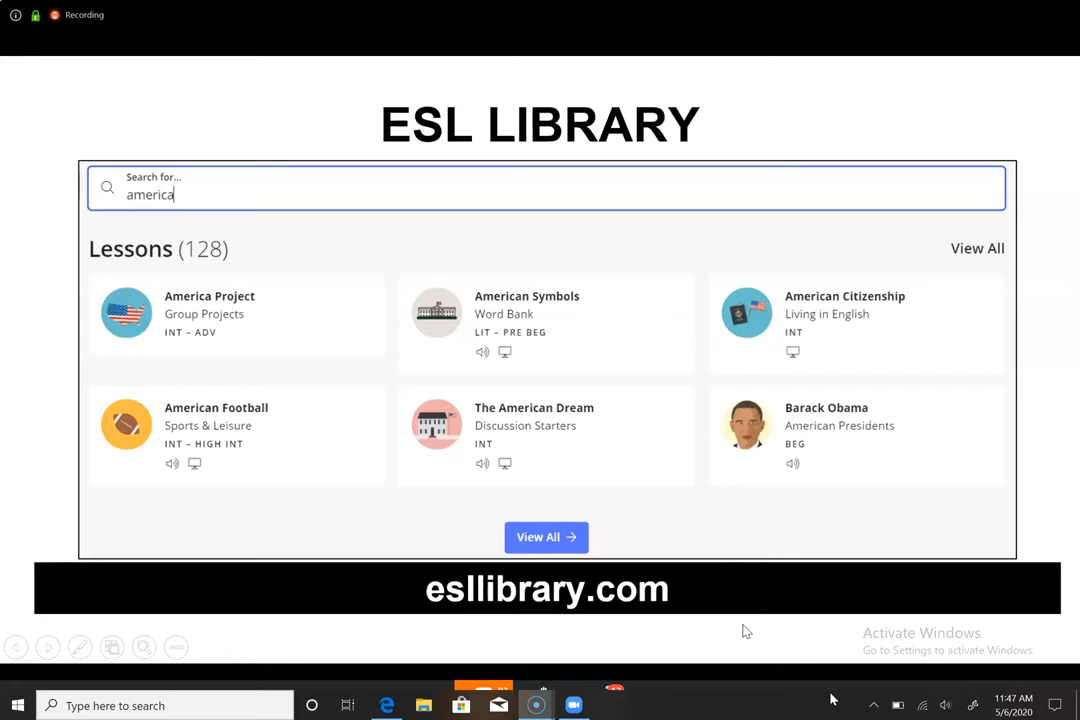 Recording
ESL LIBRARY
Search for...
america
Lessons (128)
View All
America Project
Group Projects
INT – ADV
American Symbols
Word Bank
LIT – PRE BEG
American Citizenship
Living in English
INT
American Football
Sports & Leisure
INT – HIGH INT
The American Dream
Discussion Starters
INT
Barack Obama
American Presidents
BEG
View All
esllibrary.com
Activate Windows
Go to Settings to activate Windows.
Type here to search
11:47 AM
5/6/2020